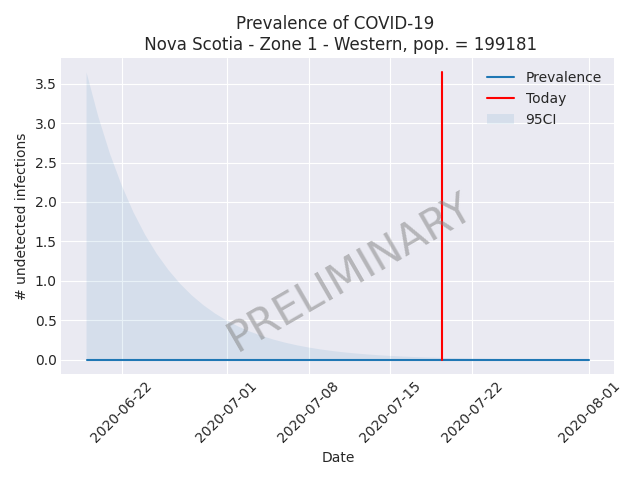 Prevalence of COVID-19
Nova Scotia - Zone 1 - Western, pop. = 199181
Prevalence
Today
95CI
# undetected infections
3.5
3.0
2.5
2.0
1.5
1.0
0.5
0.0
PRELIMINARY
2020-06-22
2020-07-01
2020-07-08
2020-07-15
2020-07-22
2020-08-01
Date